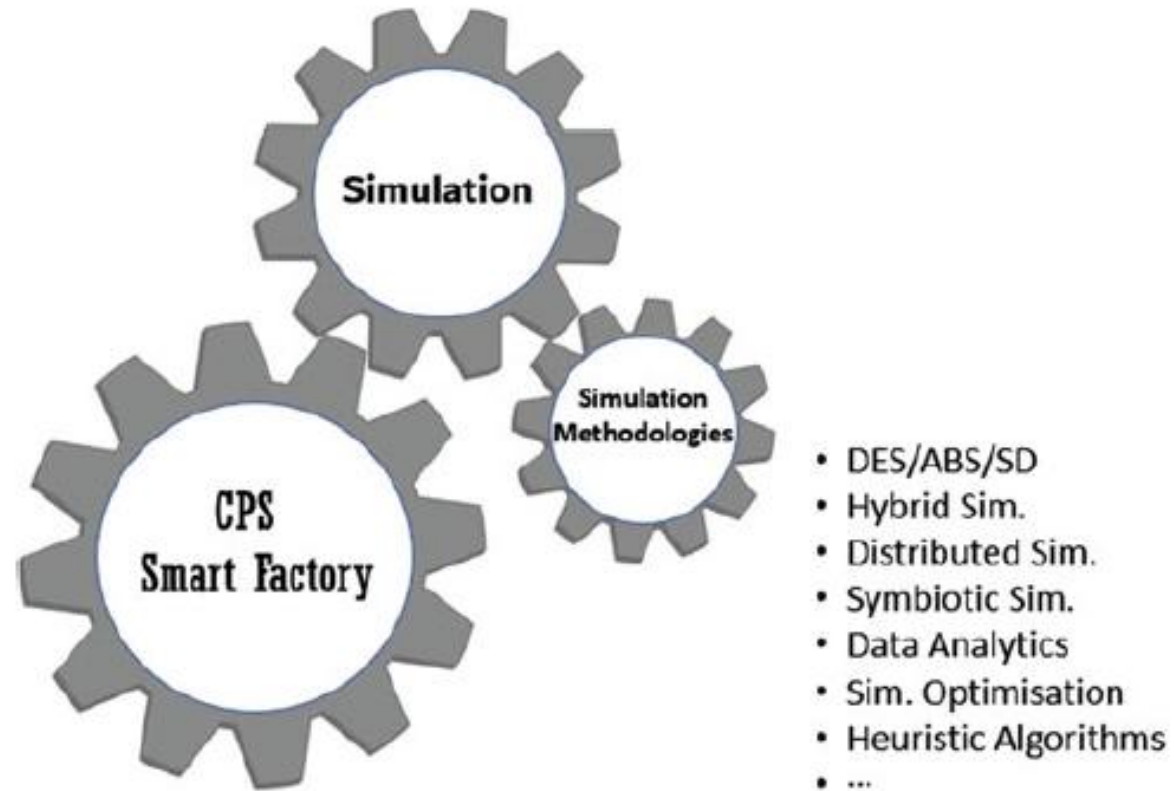 Simulation
Simulation
Methodologies
CPS
Smart Factory
• DES/ABS/SD
• Hybrid Sim.
• Distributed Sim.
• Symbiotic Sim.
• Data Analytics
• Sim. Optimisation
• Heuristic Algorithms
• ...